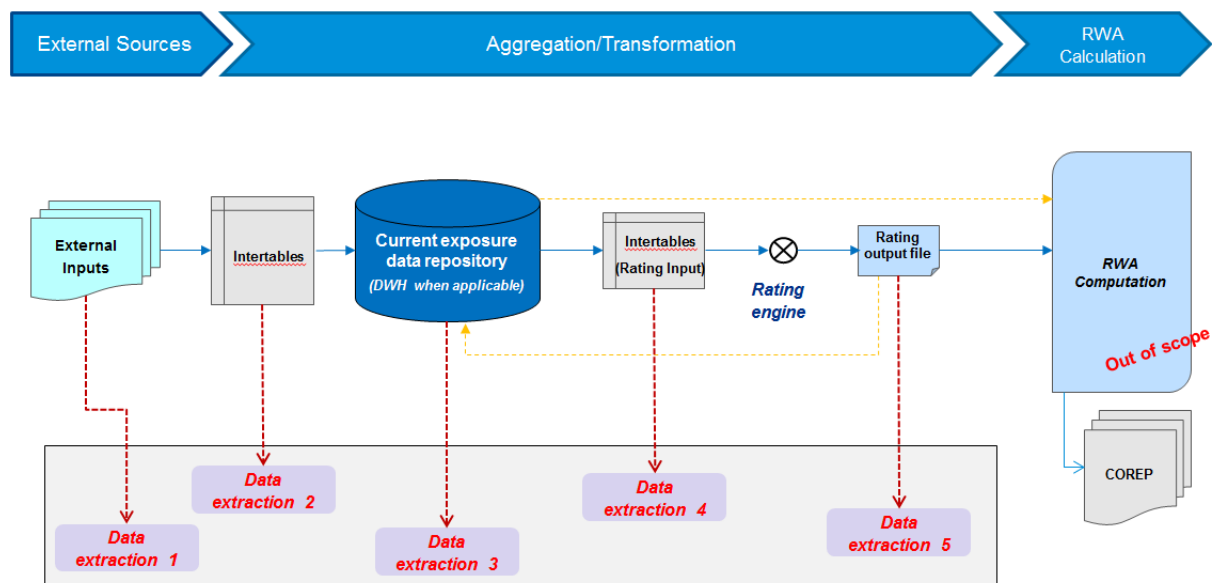 External Sources
Aggregation/Transformation
RWA
Calculation
External
Inputs
Intertables
Current exposure
data repository
(DWH when applicable)
Intertables
(Rating Input)
Rating
engine
Rating
output file
RWA
Computation
Out of scope
COREP
Data
extraction 1
Data
extraction 2
Data
extraction 3
Data
extraction 4
Data
extraction 5